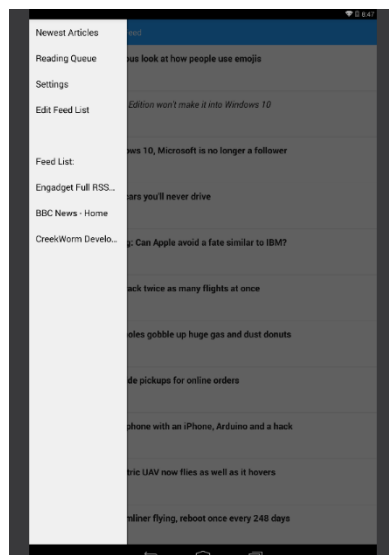 8:47
Newest Articles
Reading Queue
Settings
Edit Feed List
Feed List:
Engadget Full RSS...
BBC News - Home
CreekWorm Develo...
eed
ous look at how people use emojis
Edition won't make it into Windows 10
ows 10, Microsoft is no longer a follower
ars you'll never drive
g: Can Apple avoid a fate similar to IBM?
ack twice as many flights at once
oles gobble up huge gas and dust donuts
de pickups for online orders
phone with an iPhone, Arduino and a hack
tric UAV now flies as well as it hovers
mliner flying, reboot once every 248 days